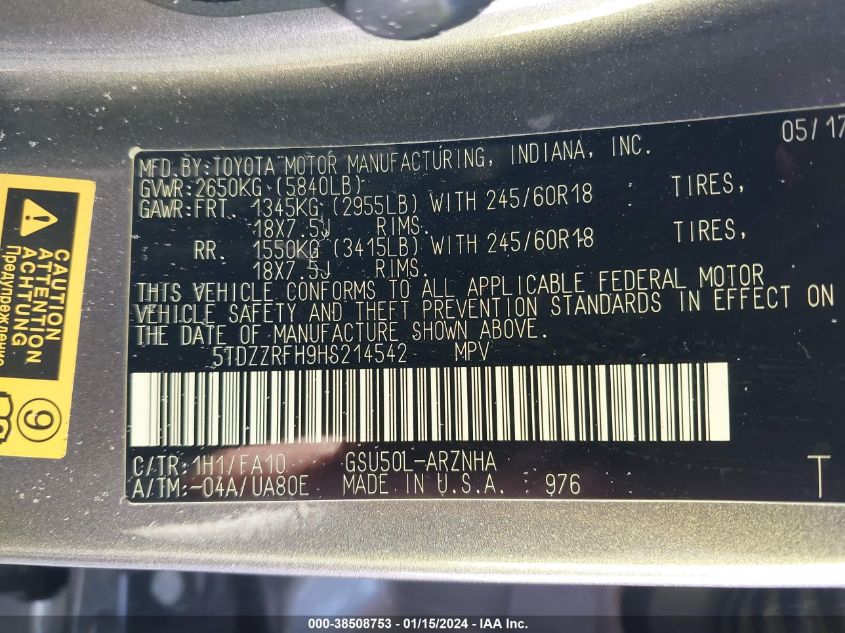 05/17
MFD.BY:TOYOTA MOTOR MANUFACTURING, INDIANA, INC.
GVWR:2650KG (5840LB)
GAWR:FRT. 1345KG (2955LB) WITH 245/60R18 TIRES,
18X7.5J RIMS.
RR. 1550KG (3415LB) WITH 245/60R18 TIRES,
18X7.5J RIMS.
THIS VEHICLE CONFORMS TO ALL APPLICABLE FEDERAL MOTOR
VEHICLE SAFETY AND THEFT PREVENTION STANDARDS IN EFFECT ON
THE DATE OF MANUFACTURE SHOWN ABOVE.
5TDZZRFH9HS214542 MPV
C/TR:1H1/FA10 GSU50L-ARZNHA
A/TM:-04A/UA80E MADE IN U.S.A. 976 T
CAUTION
ATTENTION
ACHTUNG
Предупреждение
9
000-38508753 - 01/15/2024 - IAA Inc.